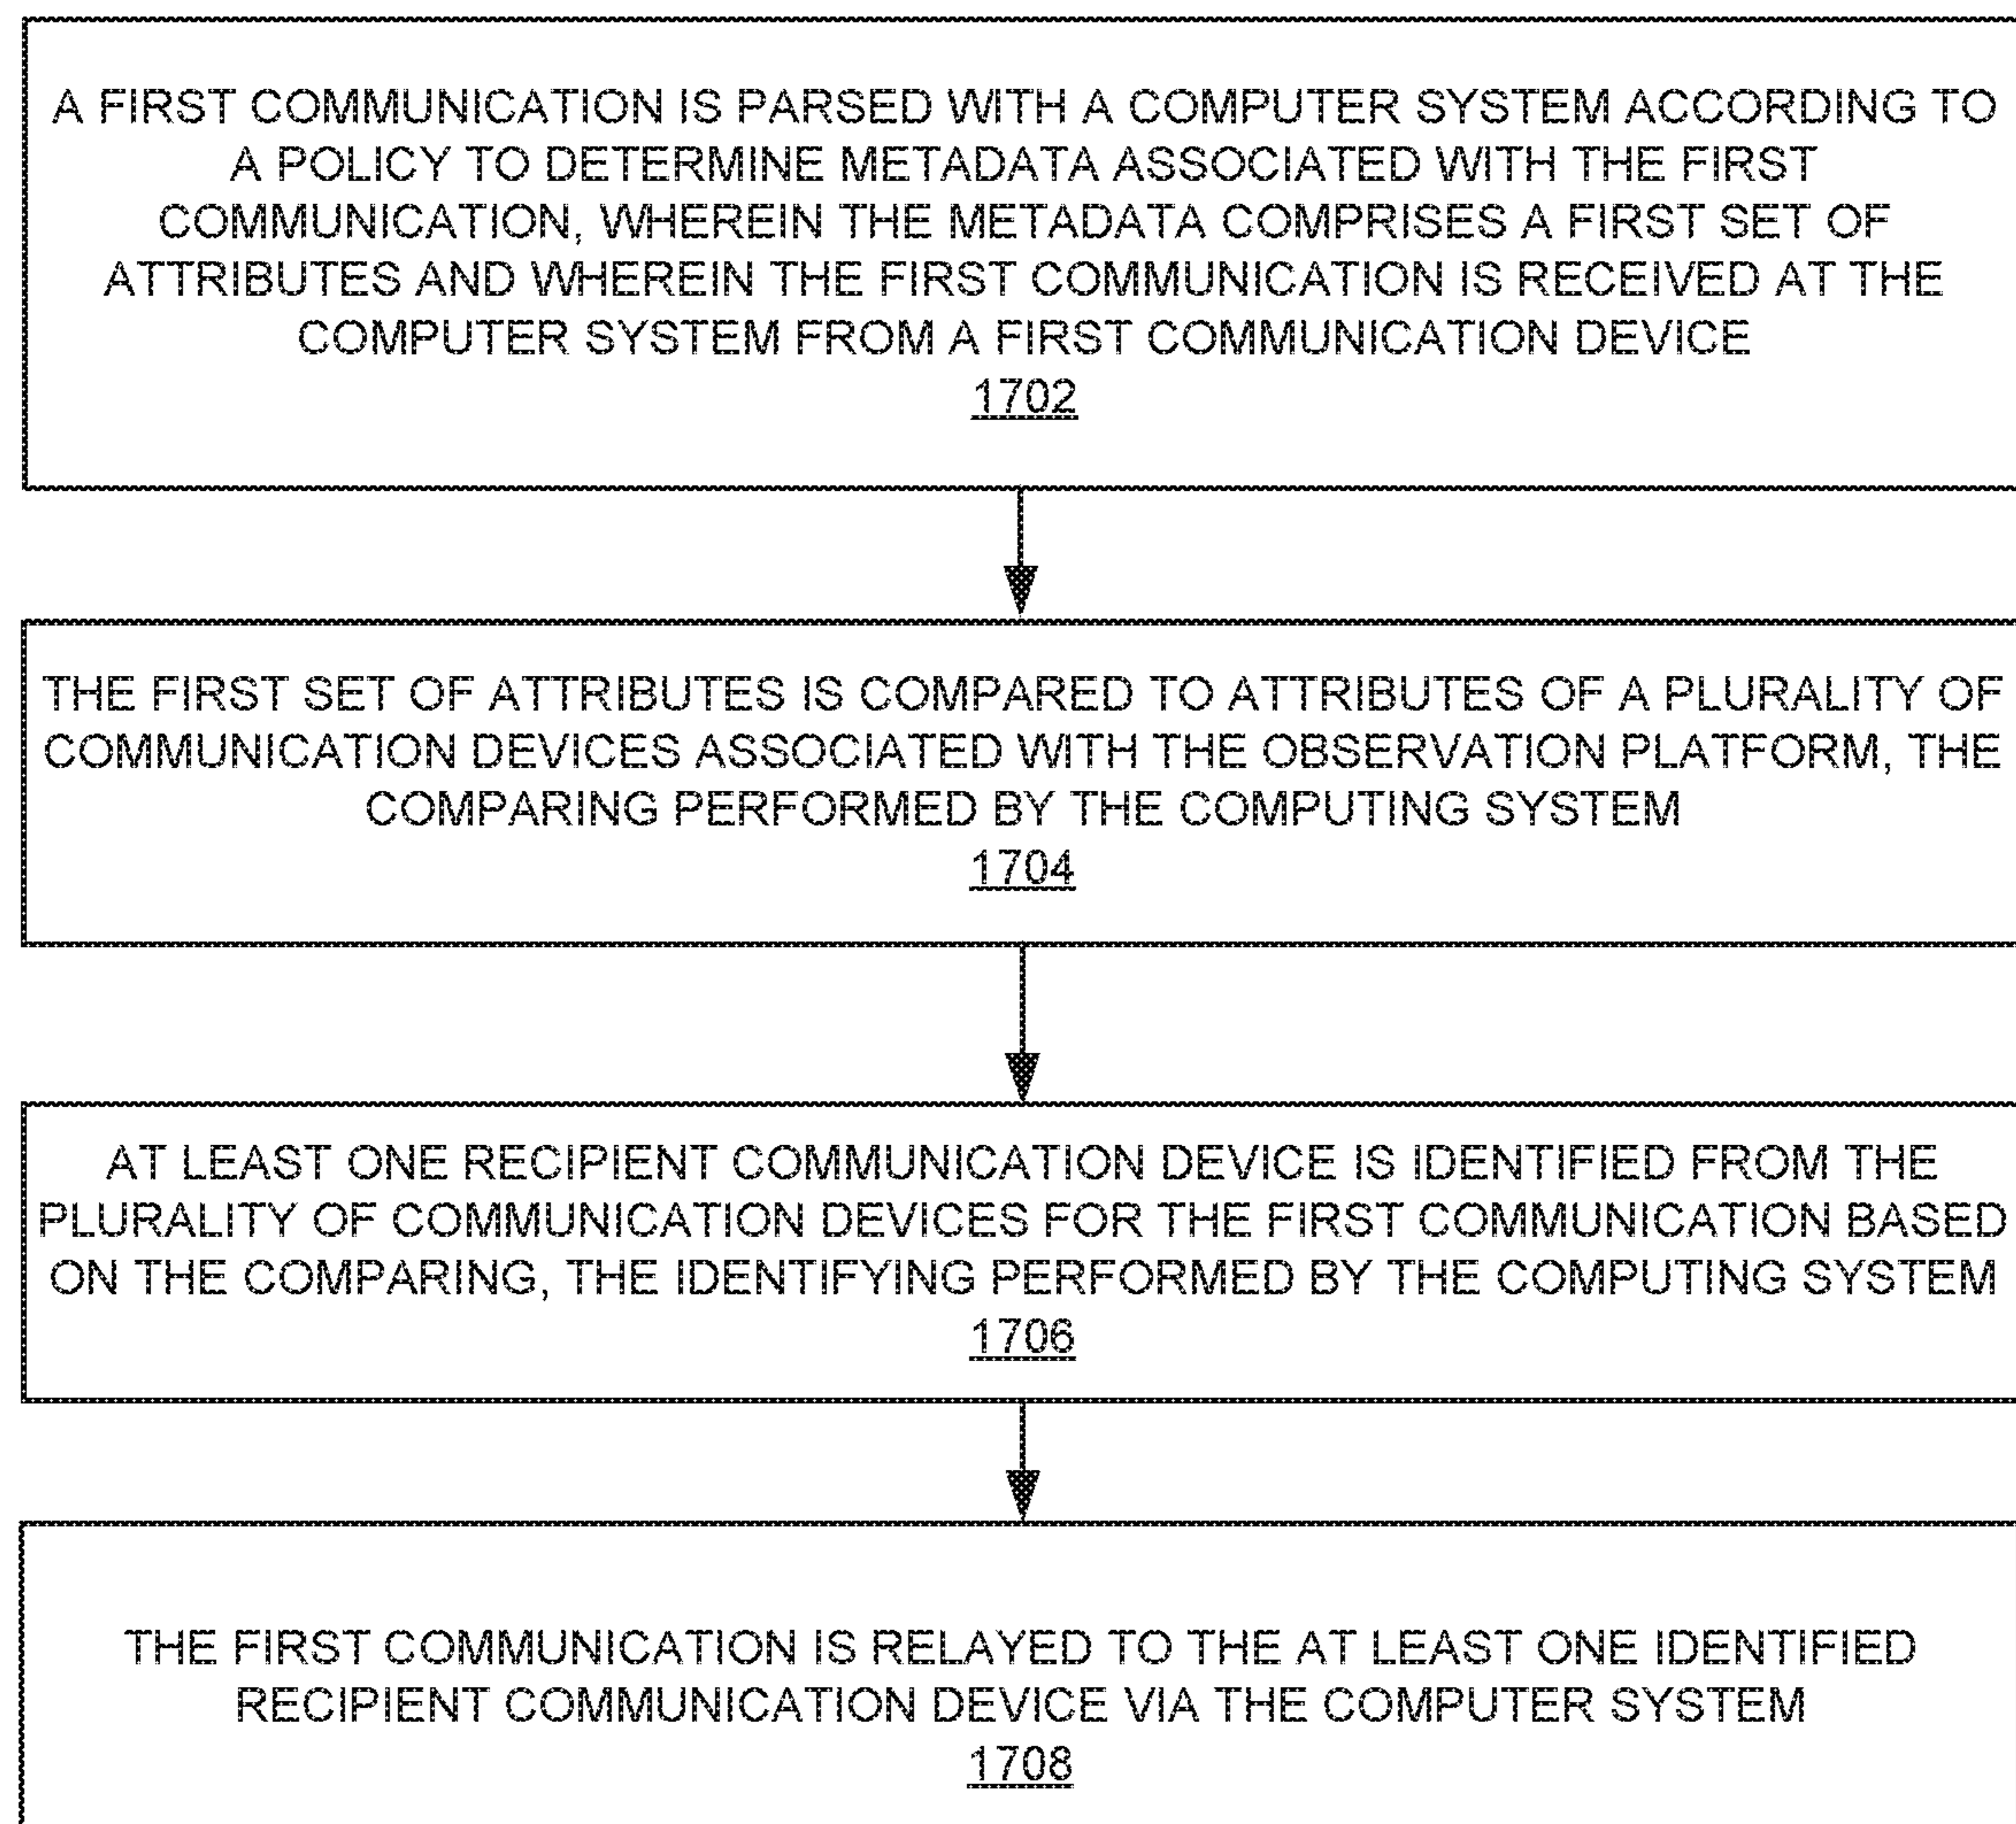 A FIRST COMMUNICATION IS PARSED WITH A COMPUTER SYSTEM ACCORDING TO
A POLICY TO DETERMINE METADATA ASSOCIATED WITH THE FIRST
COMMUNICATION, WHEREIN THE METADATA COMPRISES A FIRST SET OF
ATTRIBUTES AND WHEREIN THE FIRST COMMUNICATION IS RECEIVED AT THE
COMPUTER SYSTEM FROM A FIRST COMMUNICATION DEVICE
1702
THE FIRST SET OF ATTRIBUTES IS COMPARED TO ATTRIBUTES OF A PLURALITY OF
COMMUNICATION DEVICES ASSOCIATED WITH THE OBSERVATION PLATFORM, THE
COMPARING PERFORMED BY THE COMPUTING SYSTEM
1704
AT LEAST ONE RECIPIENT COMMUNICATION DEVICE IS IDENTIFIED FROM THE
PLURALITY OF COMMUNICATION DEVICES FOR THE FIRST COMMUNICATION BASED
ON THE COMPARING, THE IDENTIFYING PERFORMED BY THE COMPUTING SYSTEM
1706
THE FIRST COMMUNICATION IS RELAYED TO THE AT LEAST ONE IDENTIFIED
RECIPIENT COMMUNICATION DEVICE VIA THE COMPUTER SYSTEM
1708